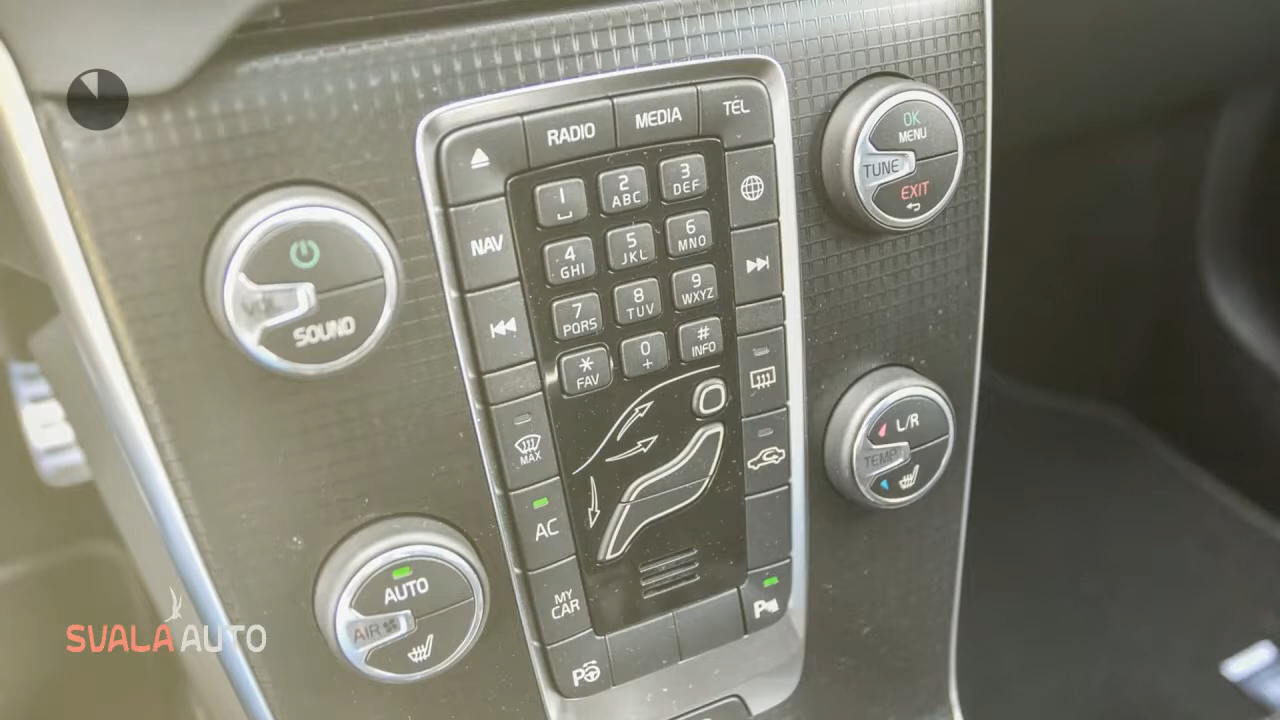 RADIO
MEDIA
TEL
OK
MENU
TUNE
EXIT
1
2
ABC
3
DEF
NAV
4
GHI
5
JKL
6
MNO
VOL
SOUND
7
PQRS
8
TUV
9
WXYZ
*
FAV
0
+
#
INFO
MAX
L/R
TEMP
AC
AUTO
AIR
MY
CAR
P
P
SVALA AUTO